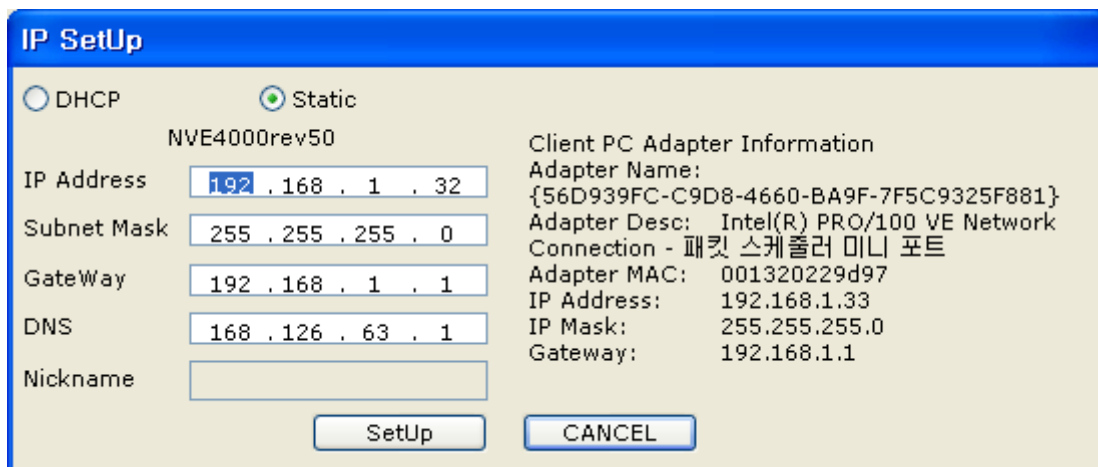 IP SetUp
DHCP
Static
NVE4000rev50
IP Address 192 . 168 . 1 . 32
Subnet Mask 255 . 255 . 255 . 0
GateWay 192 . 168 . 1 . 1
DNS 168 . 126 . 63 . 1
Nickname
Client PC Adapter Information
Adapter Name:
{56D939FC-C9D8-4660-BA9F-7F5C9325F881}
Adapter Desc: Intel(R) PRO/100 VE Network
Connection - 패킷 스케줄러 미니 포트
Adapter MAC: 001320229d97
IP Address: 192.168.1.33
IP Mask: 255.255.255.0
Gateway: 192.168.1.1
SetUp
CANCEL